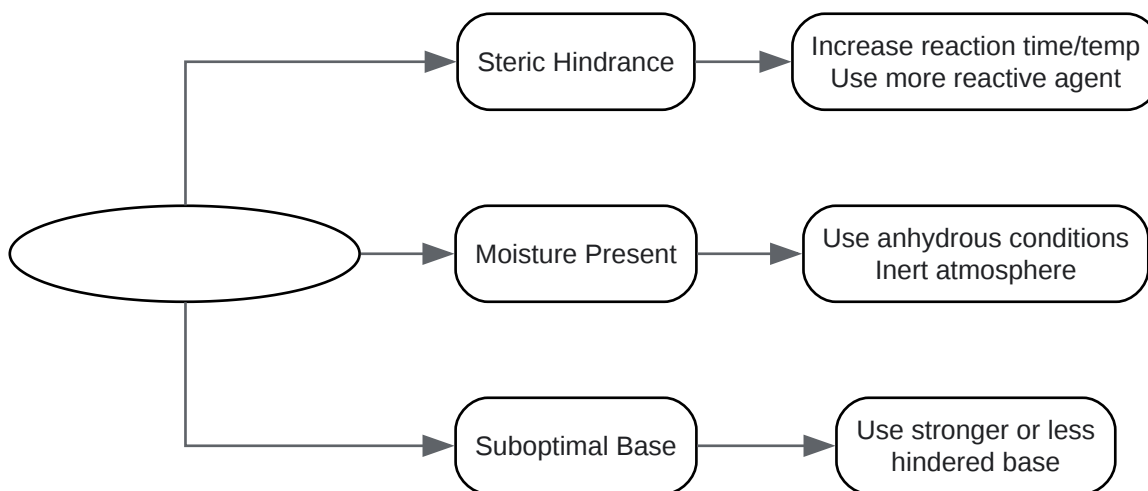 Steric Hindrance
Increase reaction time/temp
Use more reactive agent
Moisture Present
Use anhydrous conditions
Inert atmosphere
Suboptimal Base
Use stronger or less
hindered base